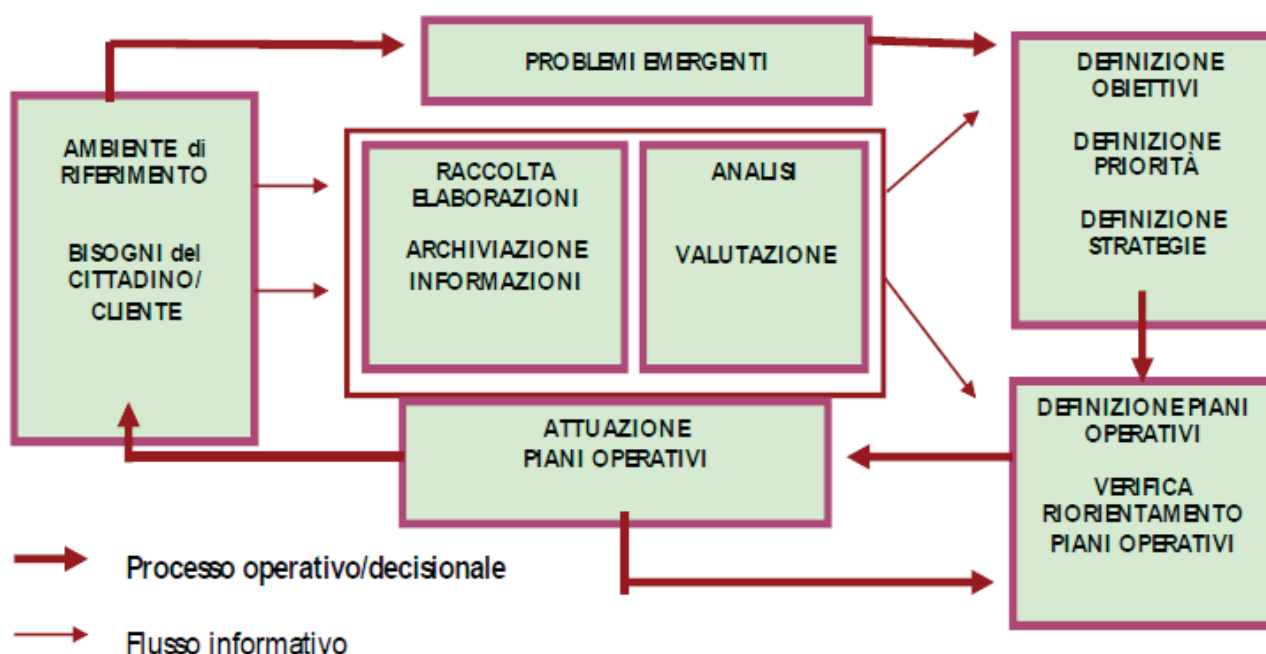 PROBLEMI EMERGENTI
AMBIENTE di
RIFERIMENTO
BISOGNI del
CITTADINO/
CLIENTE
RACCOLTA
ELABORAZIONI
ARCHIVIAZIONE
INFORMAZIONI
ANALISI
VALUTAZIONE
DEFINIZIONE
OBIETTIVI
DEFINIZIONE
PRIORITÀ
DEFINIZIONE
STRATEGIE
ATTUAZIONE
PIANI OPERATIVI
DEFINIZIONE PIANI
OPERATIVI
VERIFICA
RIORIENTAMENTO
PIANI OPERATIVI
Processo operativo/decisionale
Flusso informativo